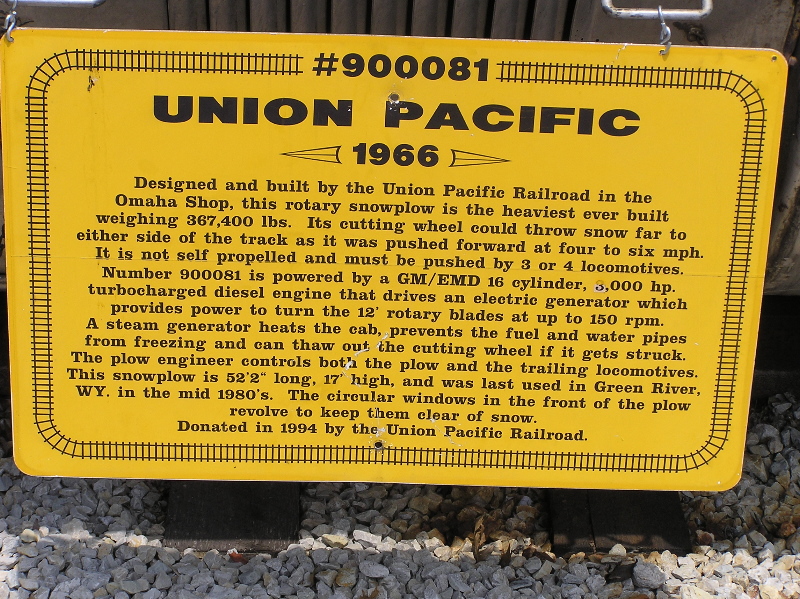 #900081
UNION PACIFIC
1966
Designed and built by the Union Pacific Railroad in the
Omaha Shop, this rotary snowplow is the heaviest ever built
weighing 367,400 lbs. Its cutting wheel could throw snow far to
either side of the track as it was pushed forward at four to six mph.
It is not self propelled and must be pushed by 3 or 4 locomotives.
Number 900081 is powered by a GM/EMD 16 cylinder, 3,000 hp.
turbocharged diesel engine that drives an electric generator which
provides power to turn the 12' rotary blades at up to 150 rpm.
A steam generator heats the cab, prevents the fuel and water pipes
from freezing and can thaw out the cutting wheel if it gets struck.
The plow engineer controls both the plow and the trailing locomotives.
This snowplow is 52'2" long, 17' high, and was last used in Green River,
WY. in the mid 1980's. The circular windows in the front of the plow
revolve to keep them clear of snow.
Donated in 1994 by the Union Pacific Railroad.